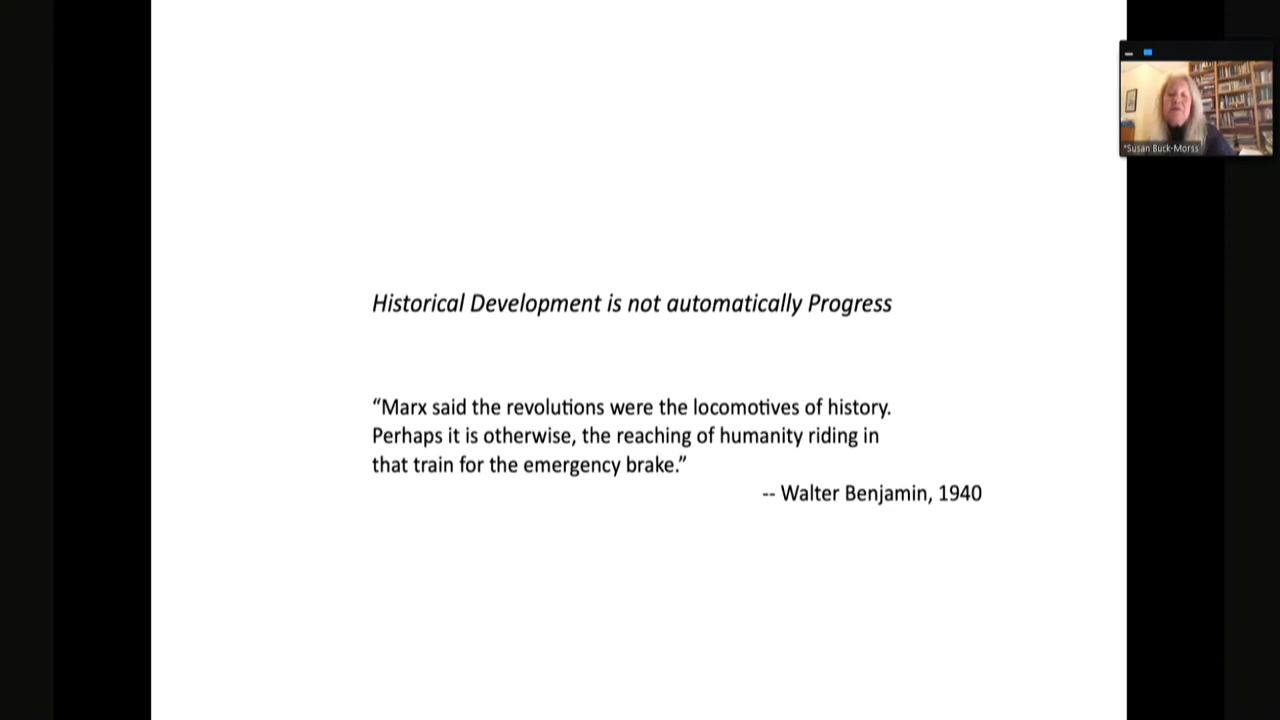 *Susan Buck-Morss
Historical Development is not automatically Progress
“Marx said the revolutions were the locomotives of history.
Perhaps it is otherwise, the reaching of humanity riding in
that train for the emergency brake.”
-- Walter Benjamin, 1940